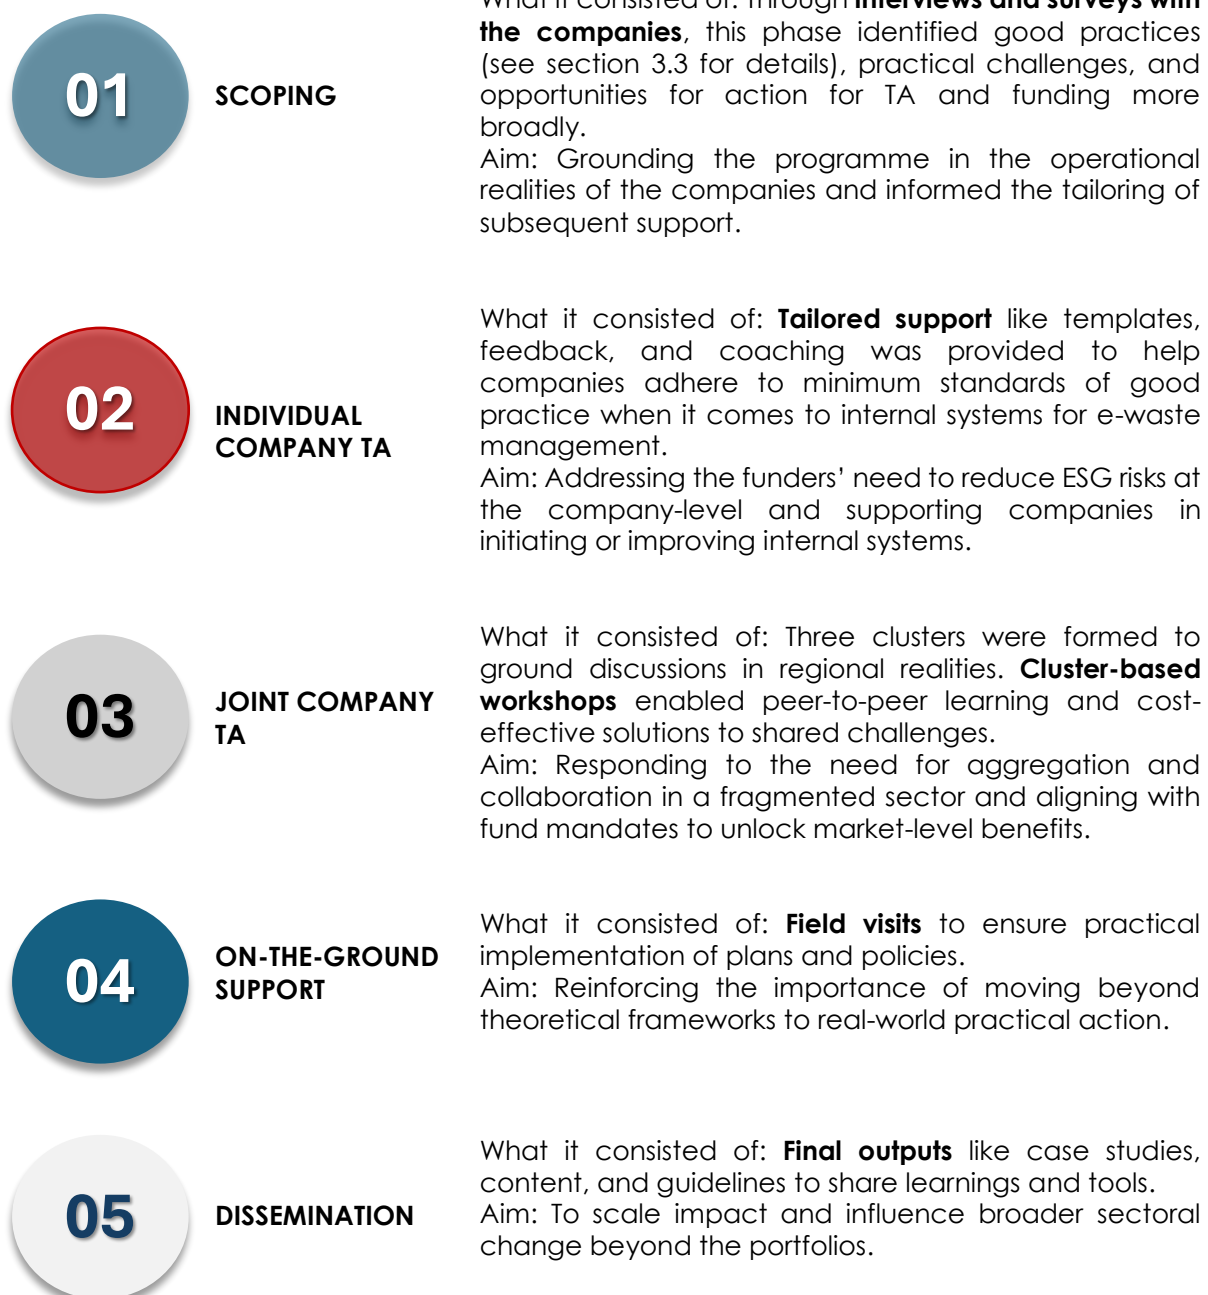 01
SCOPING
What it consisted of: Through interviews and surveys with
the companies, this phase identified good practices
(see section 3.3 for details), practical challenges, and
opportunities for action for TA and funding more
broadly.
Aim: Grounding the programme in the operational
realities of the companies and informed the tailoring of
subsequent support.
02
INDIVIDUAL
COMPANY TA
What it consisted of: Tailored support like templates,
feedback, and coaching was provided to help
companies adhere to minimum standards of good
practice when it comes to internal systems for e-waste
management.
Aim: Addressing the funders’ need to reduce ESG risks at
the company-level and supporting companies in
initiating or improving internal systems.
03
JOINT COMPANY
TA
What it consisted of: Three clusters were formed to
ground discussions in regional realities. Cluster-based
workshops enabled peer-to-peer learning and cost-
effective solutions to shared challenges.
Aim: Responding to the need for aggregation and
collaboration in a fragmented sector and aligning with
fund mandates to unlock market-level benefits.
04
ON-THE-GROUND
SUPPORT
What it consisted of: Field visits to ensure practical
implementation of plans and policies.
Aim: Reinforcing the importance of moving beyond
theoretical frameworks to real-world practical action.
05
DISSEMINATION
What it consisted of: Final outputs like case studies,
content, and guidelines to share learnings and tools.
Aim: To scale impact and influence broader sectoral
change beyond the portfolios.